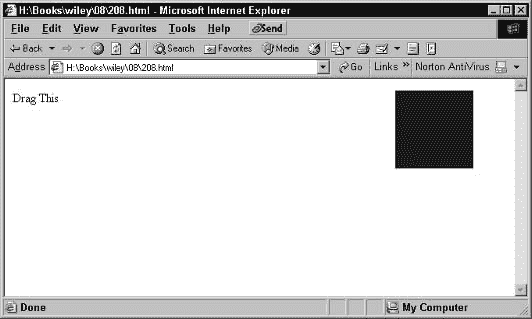 H:\Books\wiley\08\208.html - Microsoft Internet Explorer
File Edit View Favorites Tools Help Send
Back Search Favorites Media
Address H:\Books\wiley\08\208.html Go Links » Norton AntiVirus
Drag This
Done My Computer